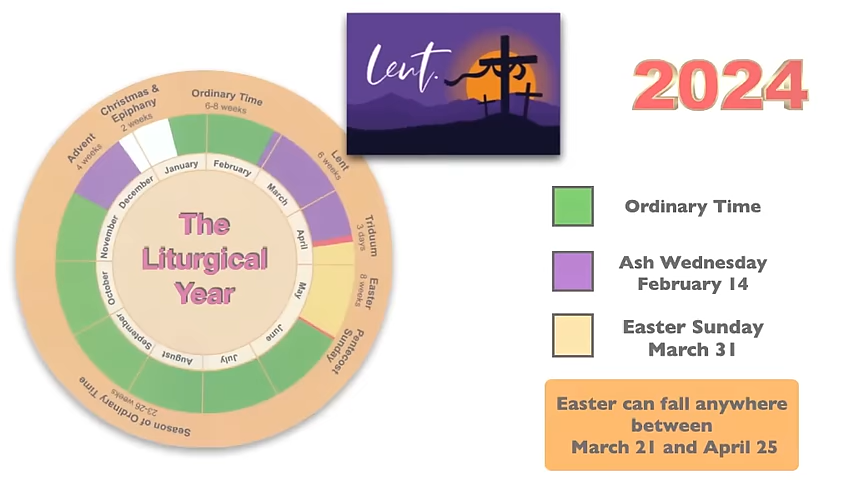 Lent.
2024
Christmas &
Epiphany
2 weeks
Ordinary Time
6-8 weeks
Advent
4 weeks
Lent
6 weeks
Triduum
3 days
Easter
8 weeks
Pentecost
Sunday
Season of Ordinary Time
23-26 weeks
January
February
March
April
May
June
July
August
September
October
November
December
The
Liturgical
Year
Ordinary Time
Ash Wednesday
February 14
Easter Sunday
March 31
Easter can fall anywhere
between
March 21 and April 25